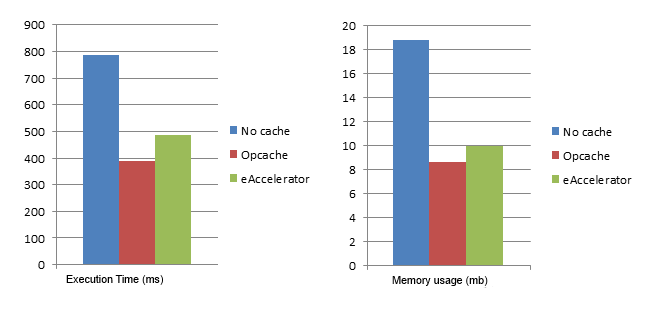 900
800
700
600
500
400
300
200
100
0
Execution Time (ms)
No cache
Opcache
eAccelerator
20
18
16
14
12
10
8
6
4
2
0
Memory usage (mb)
No cache
Opcache
eAccelerator